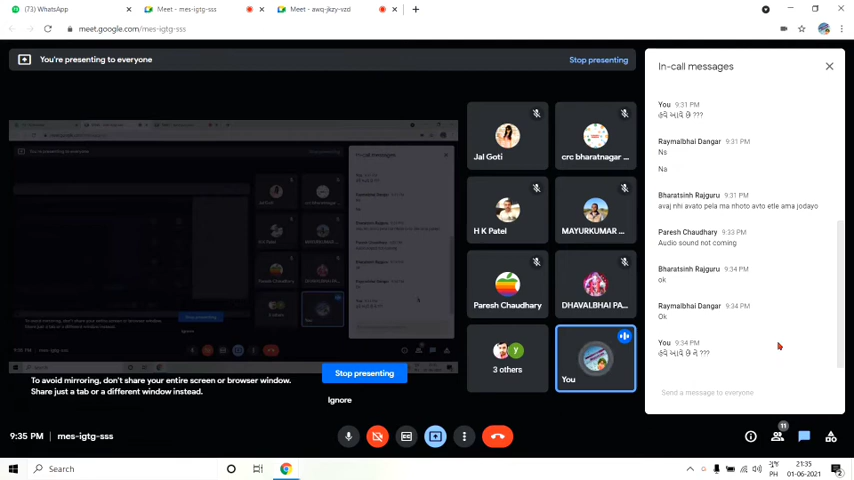 (73) WhatsApp
Meet - mes-igtg-sss
Meet - awq-jkzy-vzd
meet.google.com/mes-igtg-sss
You're presenting to everyone
Stop presenting
In-call messages
You 9:31 PM
હવે આવે છે ???
Raymalbhai Dangar 9:31 PM
Ns
Na
Bharatsinh Rajguru 9:31 PM
avaj nhi avato pela ma nhoto avto etle ama jodayo
Paresh Chaudhary 9:33 PM
Audio sound not coming
Bharatsinh Rajguru 9:34 PM
ok
Raymalbhai Dangar 9:34 PM
Ok
You 9:34 PM
હવે આવે છે ને ???
Send a message to everyone
Jal Goti
crc bharatnagar ...
H K Patel
MAYURKUMAR ...
Paresh Chaudhary
DHAVALBHAI PA...
y
3 others
You
Stop presenting
To avoid mirroring, don't share your entire screen or browser window.
Share just a tab or a different window instead.
Ignore
9:35 PM
mes-igtg-sss
11
Search
21:35
PH
01-06-2021
2